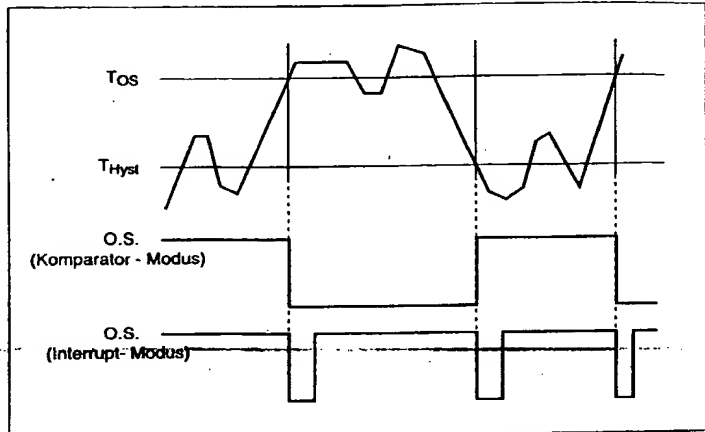 TOS
THyst
O.S.
(Komparator - Modus)
O.S.
(Interrupt- Modus)